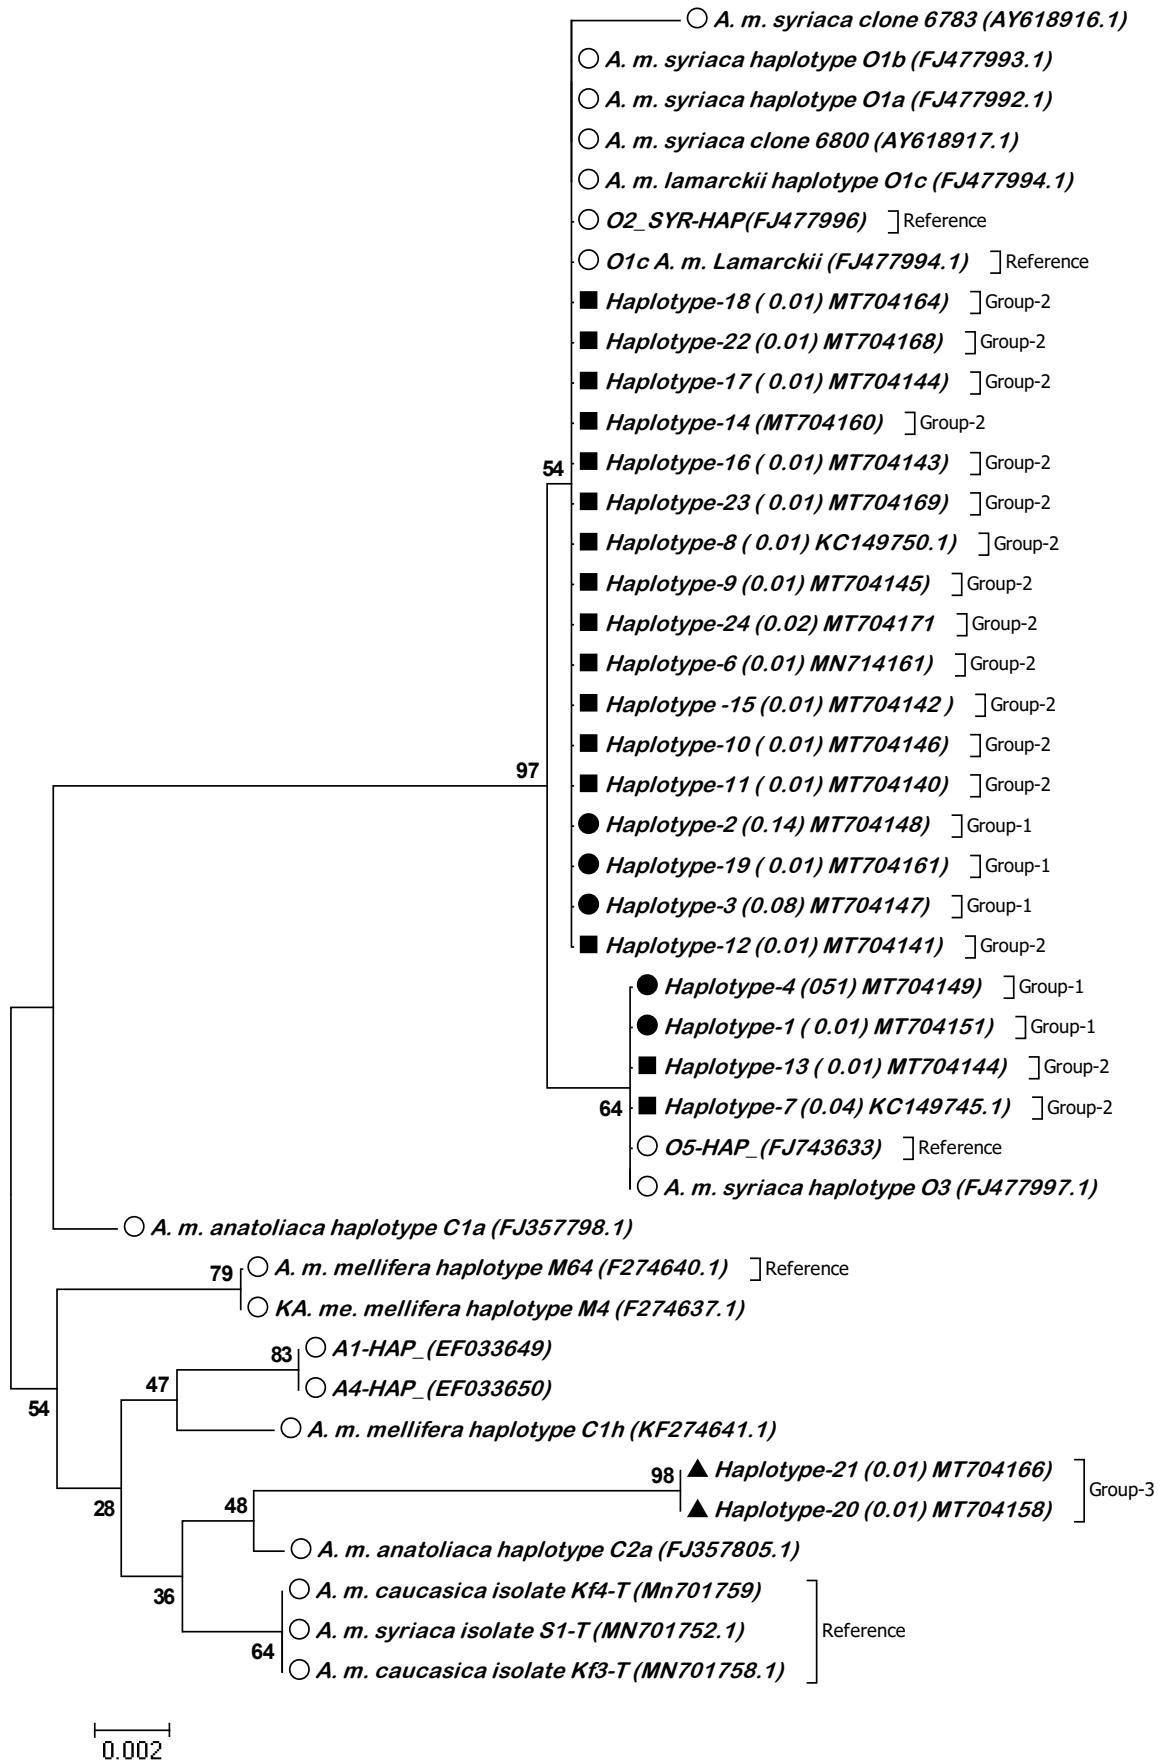 A. m. syriaca clone 6783 (AY618916.1)
A. m. syriaca haplotype O1b (FJ477993.1)
A. m. syriaca haplotype O1a (FJ477992.1)
A. m. syriaca clone 6800 (AY618917.1)
A. m. lamarckii haplotype O1c (FJ477994.1)
O2_SYR-HAP(FJ477996) Reference
O1c A. m. Lamarckii (FJ477994.1) Reference
Haplotype-18 ( 0.01) MT704164) Group-2
Haplotype-22 (0.01) MT704168) Group-2
Haplotype-17 ( 0.01) MT704144) Group-2
Haplotype-14 (MT704160) Group-2
54 Haplotype-16 ( 0.01) MT704143) Group-2
Haplotype-23 ( 0.01) MT704169) Group-2
Haplotype-8 ( 0.01) KC149750.1) Group-2
Haplotype-9 (0.01) MT704145) Group-2
Haplotype-24 (0.02) MT704171 Group-2
Haplotype-6 (0.01) MN714161) Group-2
Haplotype -15 (0.01) MT704142 ) Group-2
Haplotype-10 ( 0.01) MT704146) Group-2
97 Haplotype-11 ( 0.01) MT704140) Group-2
Haplotype-2 (0.14) MT704148) Group-1
Haplotype-19 ( 0.01) MT704161) Group-1
Haplotype-3 (0.08) MT704147) Group-1
Haplotype-12 (0.01) MT704141) Group-2
Haplotype-4 (051) MT704149) Group-1
Haplotype-1 ( 0.01) MT704151) Group-1
Haplotype-13 ( 0.01) MT704144) Group-2
64 Haplotype-7 (0.04) KC149745.1) Group-2
O5-HAP_(FJ743633) Reference
A. m. syriaca haplotype O3 (FJ477997.1)
A. m. anatoliaca haplotype C1a (FJ357798.1)
79 A. m. mellifera haplotype M64 (F274640.1) Reference
KA. me. mellifera haplotype M4 (F274637.1)
83 A1-HAP_(EF033649)
47 A4-HAP_(EF033650)
54 A. m. mellifera haplotype C1h (KF274641.1)
98 Haplotype-21 (0.01) MT704166)
Group-3
28 48 Haplotype-20 (0.01) MT704158)
A. m. anatoliaca haplotype C2a (FJ357805.1)
36 A. m. caucasica isolate Kf4-T (Mn701759)
A. m. syriaca isolate S1-T (MN701752.1) Reference
64 A. m. caucasica isolate Kf3-T (MN701758.1)
0.002